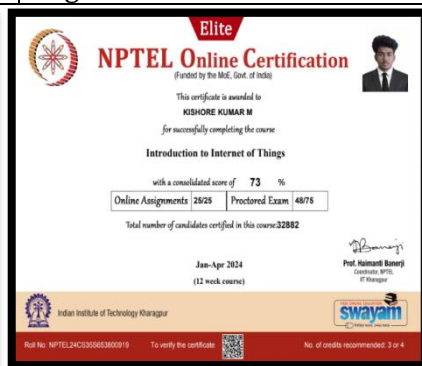 Elite
NPTEL Online Certification
(Funded by the MoE, Govt. of India)
This certificate is awarded to
KISHORE KUMAR M
for successfully completing the course
Introduction to Internet of Things
with a consolidated score of 73 %
Online Assignments 25/25 Proctored Exam 48/75
Total number of candidates certified in this course:32882
Jan-Apr 2024
(12 week course)
Prof. Haimanti Banerji
Coordinator, NPTEL
IIT Kharagpur
Indian Institute of Technology Kharagpur
swayam
Roll No: NPTEL24CS35S653800919 To verify the certificate No. of credits recommended: 3 or 4